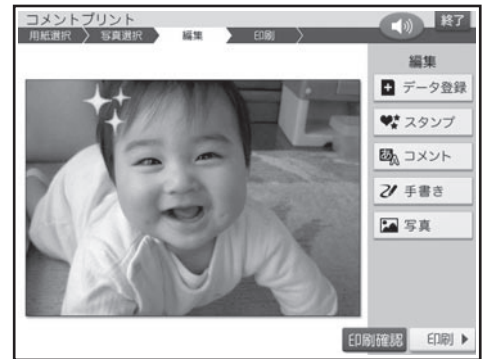 コメントプリント
終了
用紙選択 写真選択 編集 印刷
編集
データ登録
スタンプ
コメント
手書き
写真
印刷確認 印刷